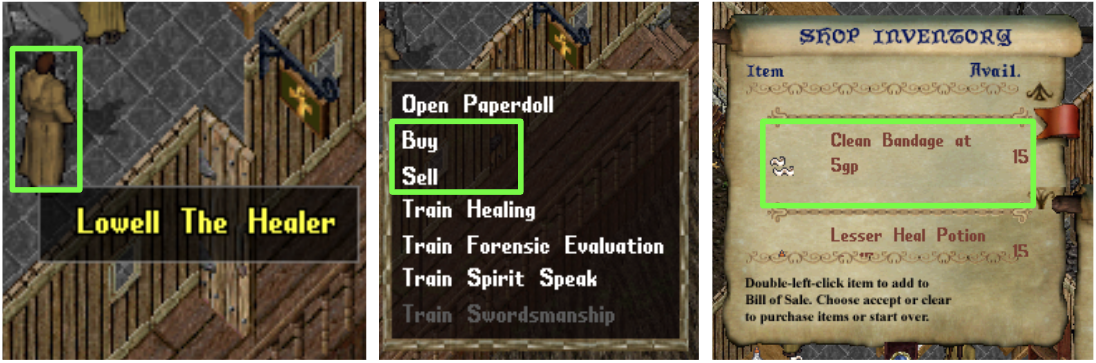 Lowell The Healer
Open Paperdoll
Buy
Sell
Train Healing
Train Forensic Evaluation
Train Spirit Speak
Train Swordsmanship
SHOP INVENTORY
Item Avail.
Clean Bandage at
5gp 15
Lesser Heal Potion
15
Double-left-click item to add to
Bill of Sale. Choose accept or clear
to purchase items or start over.